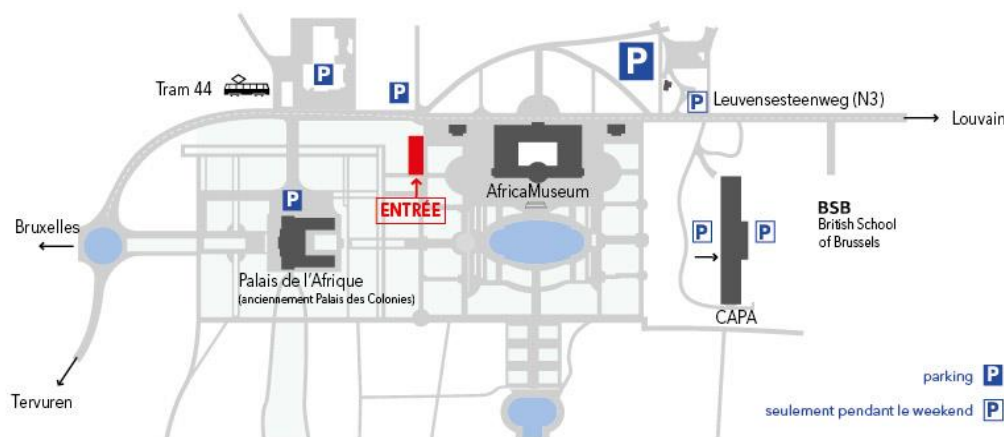 P
P
P
Tram 44
P
Leuvensesteenweg (N3)
Louvain
AfricaMuseum
P
ENTRÉE
BSB
British School
of Brussels
Bruxelles
P
P
Palais de l'Afrique
(anciennement Palais des Colonies)
CAPA
parking P
Tervuren
seulement pendant le weekend P